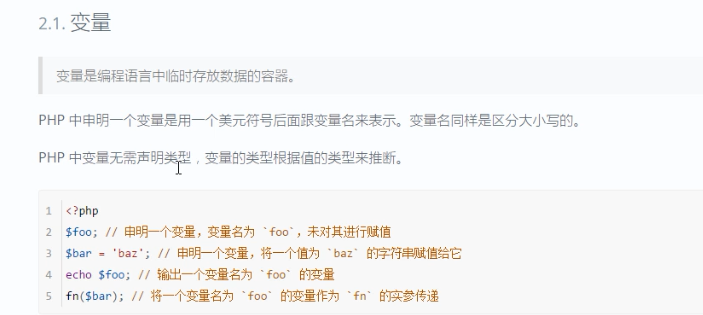 2.1. 变量
变量是编程语言中临时存放数据的容器。
PHP 中申明一个变量是用一个美元符号后面跟变量名来表示。变量名同样是区分大小写的。
PHP 中变量无需声明类型，变量的类型根据值的类型来推断。
1 <?php
2 $foo; // 申明一个变量，变量名为 `foo`，未对其进行赋值
3 $bar = 'baz'; // 申明一个变量，将一个值为 `baz` 的字符串赋值给它
4 echo $foo; // 输出一个变量名为 `foo` 的变量
5 fn($bar); // 将一个变量名为 `foo` 的变量作为 `fn` 的实参传递